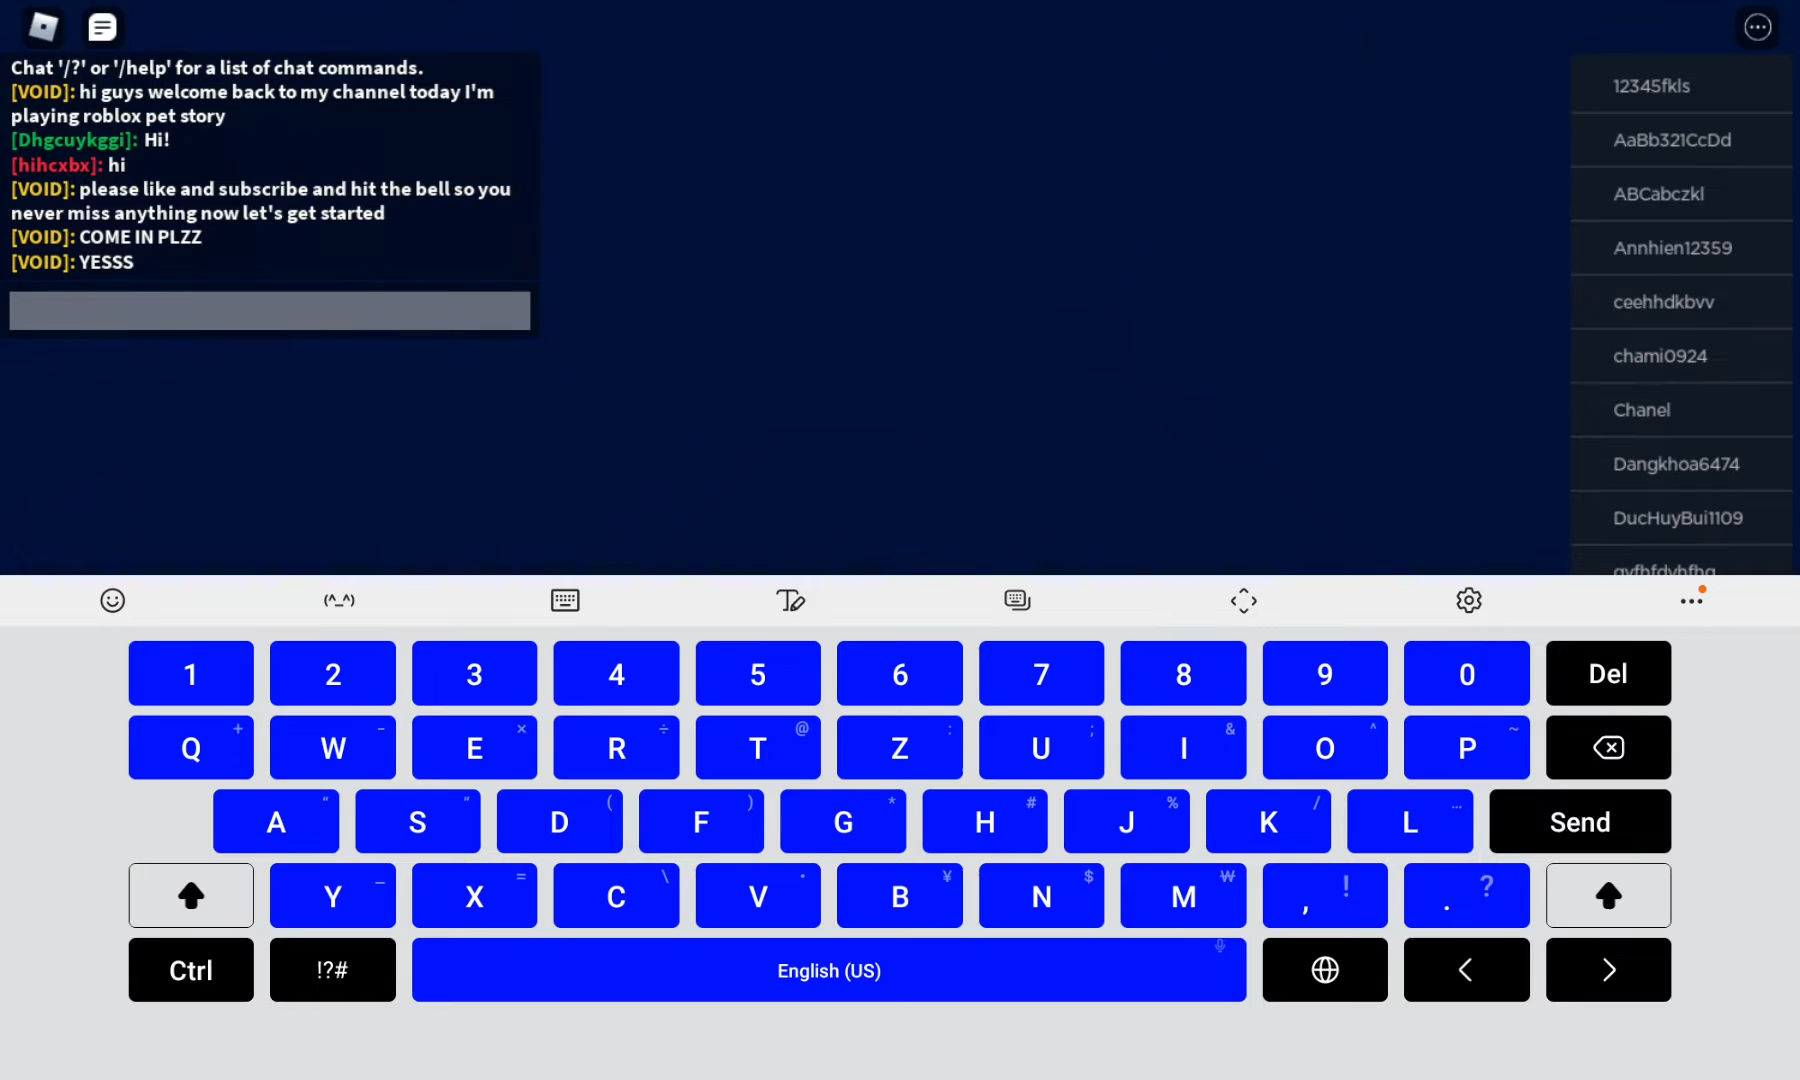 Chat '/?' or '/help' for a list of chat commands.
[VOID]: hi guys welcome back to my channel today I'm
playing roblox pet story
[Dhgcuykggi]: Hi!
[hihcxbx]: hi
[VOID]: please like and subscribe and hit the bell so you
never miss anything now let's get started
[VOID]: COME IN PLZZ
[VOID]: YESSS
12345fkls
AaBb321CcDd
ABCabczkl
Annhien12359
ceehhdkbvv
chami0924
Chanel
Dangkhoa6474
DucHuyBui1109
(^_^)
1 2 3 4 5 6 7 8 9 0 Del
Q + W - E × R ÷ T @ Z : U ; I & O ^ P ~
A " S " D ( F ) G * H # J % K / L ... Send
Y _ X = C \ V · B ¥ N $ M ₩ , ! . ?
Ctrl !?# English (US) < >